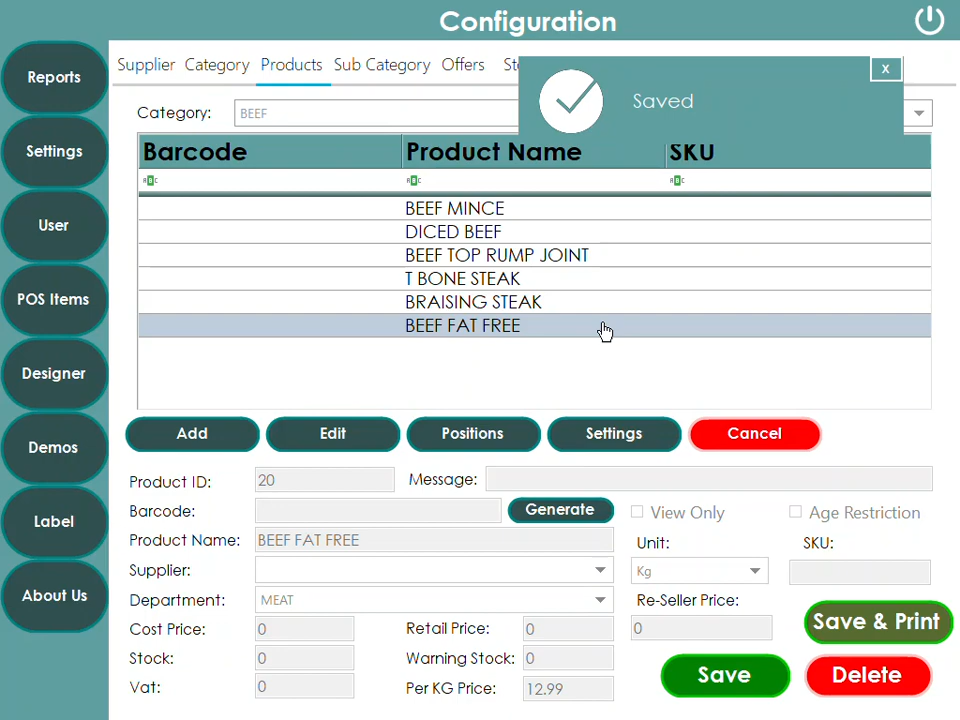 Configuration
Reports
Settings
User
POS Items
Designer
Demos
Label
About Us
Supplier Category Products Sub Category Offers
x
Saved
Category: BEEF
Barcode Product Name SKU
ABC ABC ABC
BEEF MINCE
DICED BEEF
BEEF TOP RUMP JOINT
T BONE STEAK
BRAISING STEAK
BEEF FAT FREE
Add Edit Positions Settings Cancel
Product ID: 20 Message:
Barcode: Generate View Only Age Restriction
Product Name: BEEF FAT FREE Unit: SKU:
Supplier: Kg
Department: MEAT Re-Seller Price:
Cost Price: 0 Retail Price: 0 0 Save & Print
Stock: 0 Warning Stock: 0
Vat: 0 Per KG Price: 12.99 Save Delete